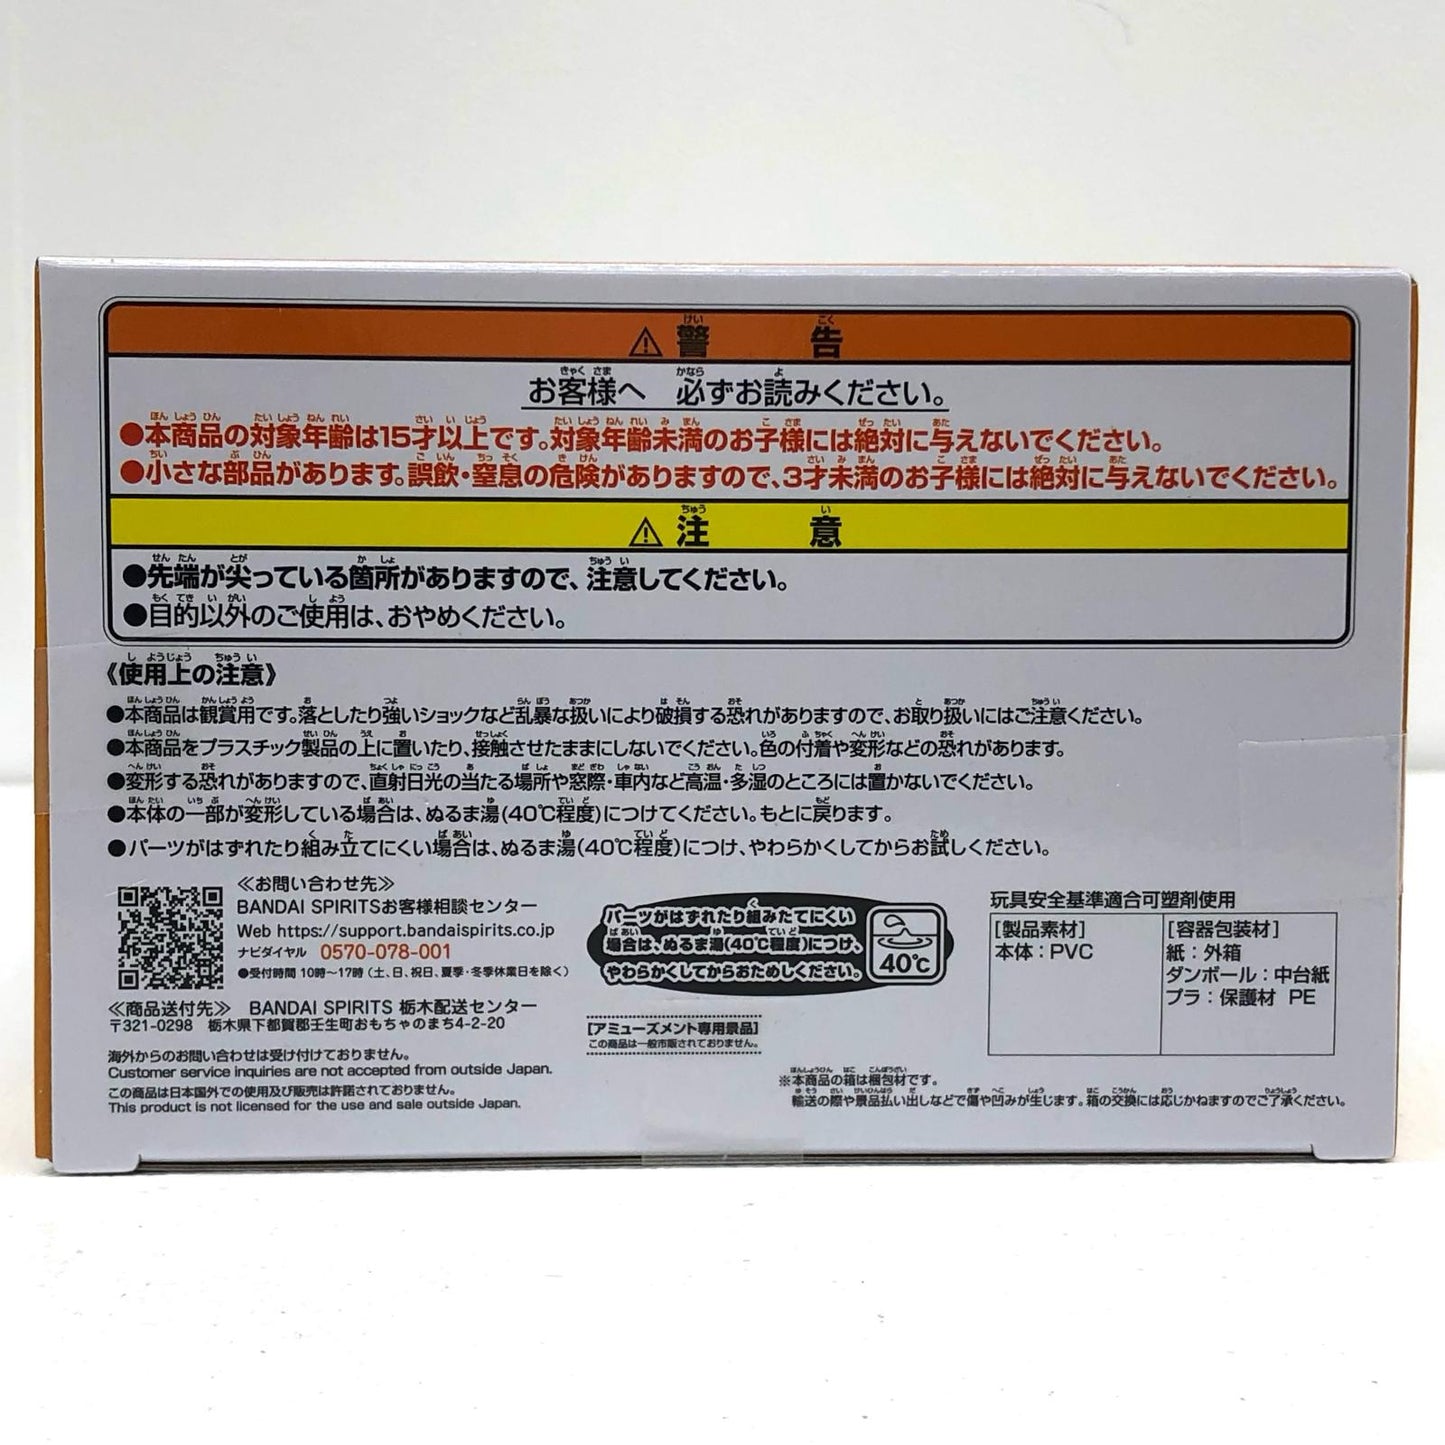 ⚠警告
お客様へ 必ずお読みください。
●本商品の対象年齢は15才以上です。対象年齢未満のお子様には絶対に与えないでください。
●小さな部品があります。誤飲・窒息の危険がありますので、3才未満のお子様には絶対に与えないでください。
⚠注意
●先端が尖っている箇所がありますので、注意してください。
●目的以外のご使用は、おやめください。
《使用上の注意》
●本商品は観賞用です。落としたり強いショックなど乱暴な扱いにより破損する恐れがありますので、お取り扱いにはご注意ください。
●本商品をプラスチック製品の上に置いたり、接触させたままにしないでください。色の付着や変形などの恐れがあります。
●変形する恐れがありますので、直射日光の当たる場所や窓際・車内など高温・多湿のところには置かないでください。
●本体の一部が変形している場合は、ぬるま湯(40℃程度)につけてください。もとに戻ります。
●パーツがはずれたり組み立てにくい場合は、ぬるま湯(40℃程度)につけ、やわらかくしてからお試しください。
≪お問い合わせ先≫
BANDAI SPIRITSお客様相談センター
Web https://support.bandaispirits.co.jp
ナビダイヤル 0570-078-001
●受付時間 10時～17時(土、日、祝日、夏季・冬季休業日を除く)
≪商品送付先≫ BANDAI SPIRITS 栃木配送センター
〒321-0298 栃木県下都賀郡壬生町おもちゃのまち4-2-20
海外からのお問い合わせは受け付けておりません。
Customer service inquiries are not accepted from outside Japan.
この商品は日本国外での使用及び販売は許諾されておりません。
This product is not licensed for the use and sale outside Japan.
パーツがはずれたり組みたてにくい
場合は、ぬるま湯(40℃程度)につけ、
やわらかくしてからおためしください。
40℃
[アミューズメント専用景品]
この商品は一般市販されておりません。
玩具安全基準適合可塑剤使用
[製品素材]
本体：PVC
[容器包装材]
紙：外箱
ダンボール：中台紙
プラ：保護材 PE
※本商品の箱は梱包材です。
輸送の際や景品払い出しなどで傷や凹みが生じます。箱の交換には応じかねますのでご了承ください。